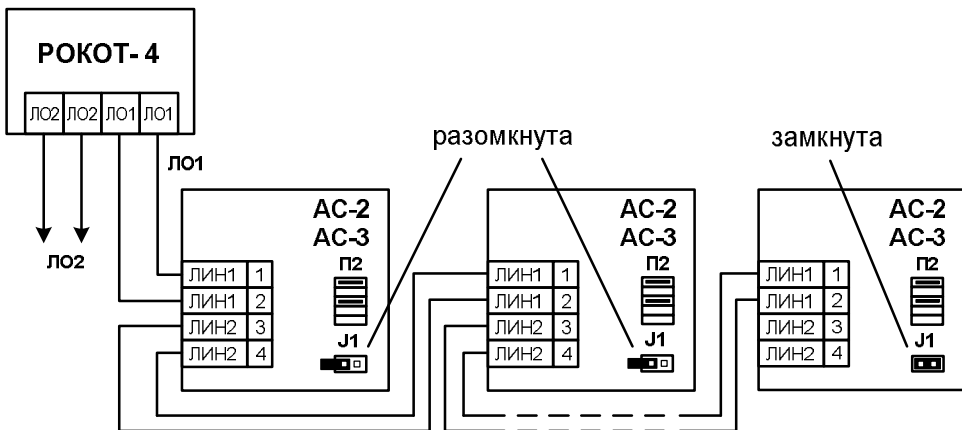 РОКОТ- 4
ЛО2 ЛО2 ЛО1 ЛО1
ЛО1
ЛО2
разомкнута
замкнута
АС-2
АС-3
П2
ЛИН1 1
ЛИН1 2
ЛИН2 3
ЛИН2 4
J1
АС-2
АС-3
П2
ЛИН1 1
ЛИН1 2
ЛИН2 3
ЛИН2 4
J1
АС-2
АС-3
П2
ЛИН1 1
ЛИН1 2
ЛИН2 3
ЛИН2 4
J1